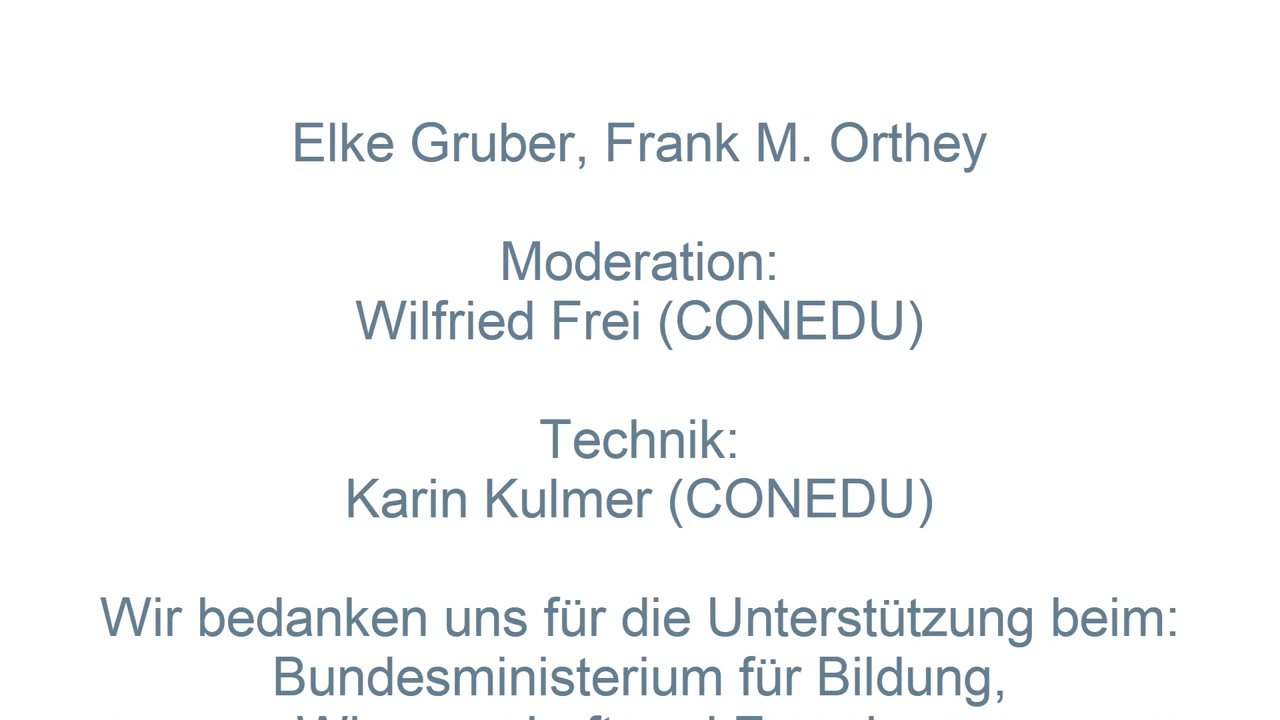 Elke Gruber, Frank M. Orthey
Moderation:
Wilfried Frei (CONEDU)
Technik:
Karin Kulmer (CONEDU)
Wir bedanken uns für die Unterstützung beim:
Bundesministerium für Bildung,